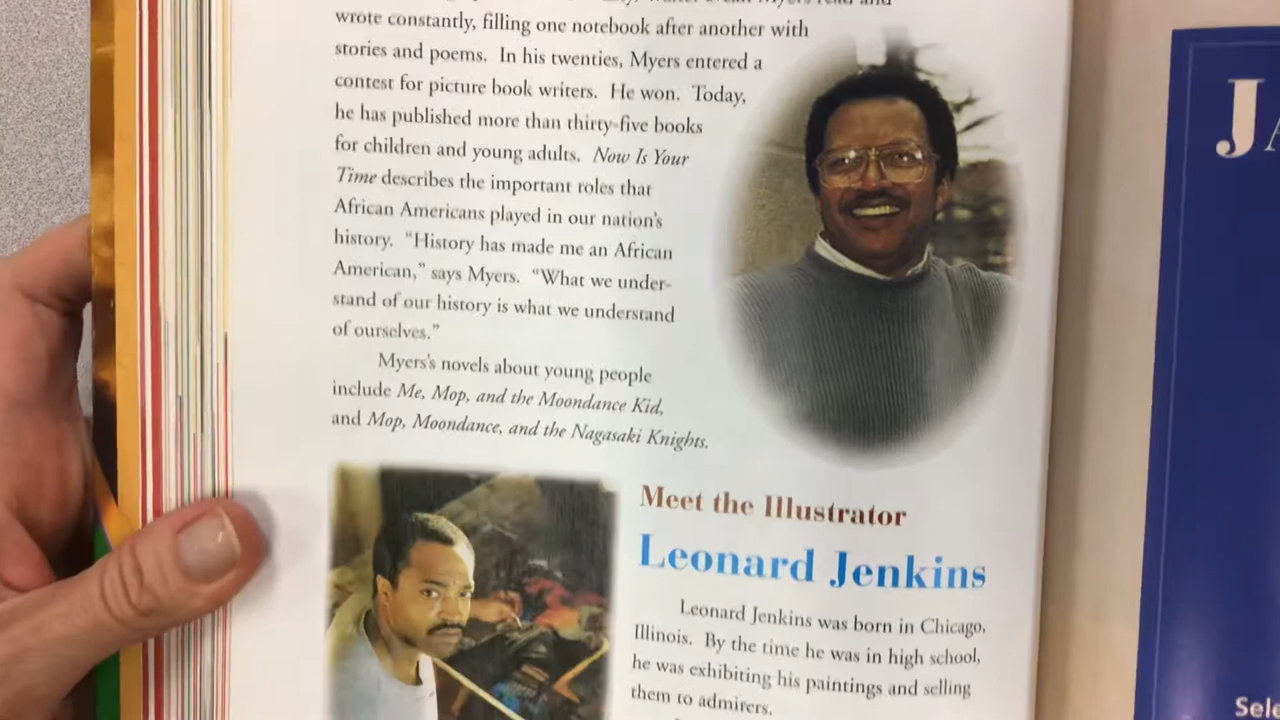 wrote constantly, filling one notebook after another with
stories and poems. In his twenties, Myers entered a
contest for picture book writers. He won. Today,
he has published more than thirty-five books
for children and young adults. Now Is Your
Time describes the important roles that
African Americans played in our nation's
history. "History has made me an African
American," says Myers. "What we under-
stand of our history is what we understand
of ourselves."
Myers's novels about young people
include Me, Mop, and the Moondance Kid,
and Mop, Moondance, and the Nagasaki Knights.
Meet the Illustrator
Leonard Jenkins
Leonard Jenkins was born in Chicago,
Illinois. By the time he was in high school,
he was exhibiting his paintings and selling
them to admirers.
J
Sele